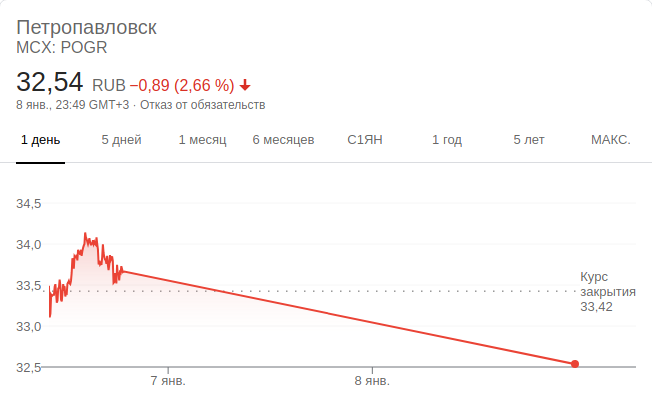 Петропавловск
MCX: POGR
32,54 RUB −0,89 (2,66 %)
8 янв., 23:49 GMT+3 · Отказ от обязательств
1 день 5 дней 1 месяц 6 месяцев С1ЯН 1 год 5 лет МАКС.
34,5
34,0
33,5
33,0
32,5
Курс
закрытия
33,42
7 янв. 8 янв.